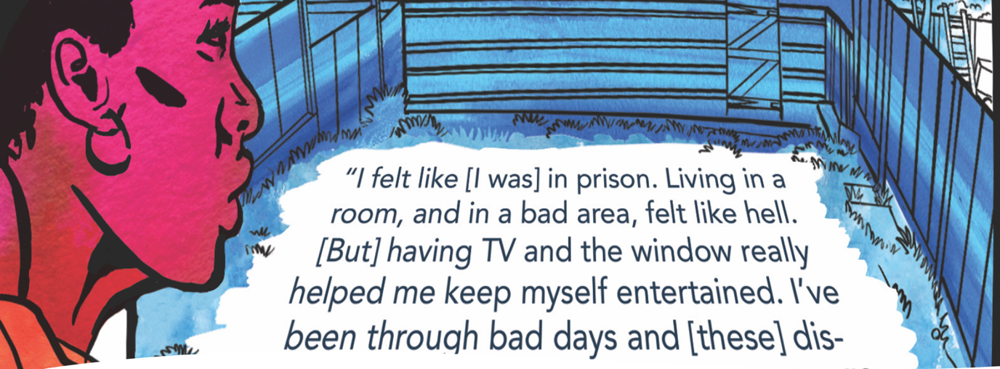 “I felt like [I was] in prison. Living in a
room, and in a bad area, felt like hell.
[But] having TV and the window really
helped me keep myself entertained. I’ve
been through bad days and [these] dis-